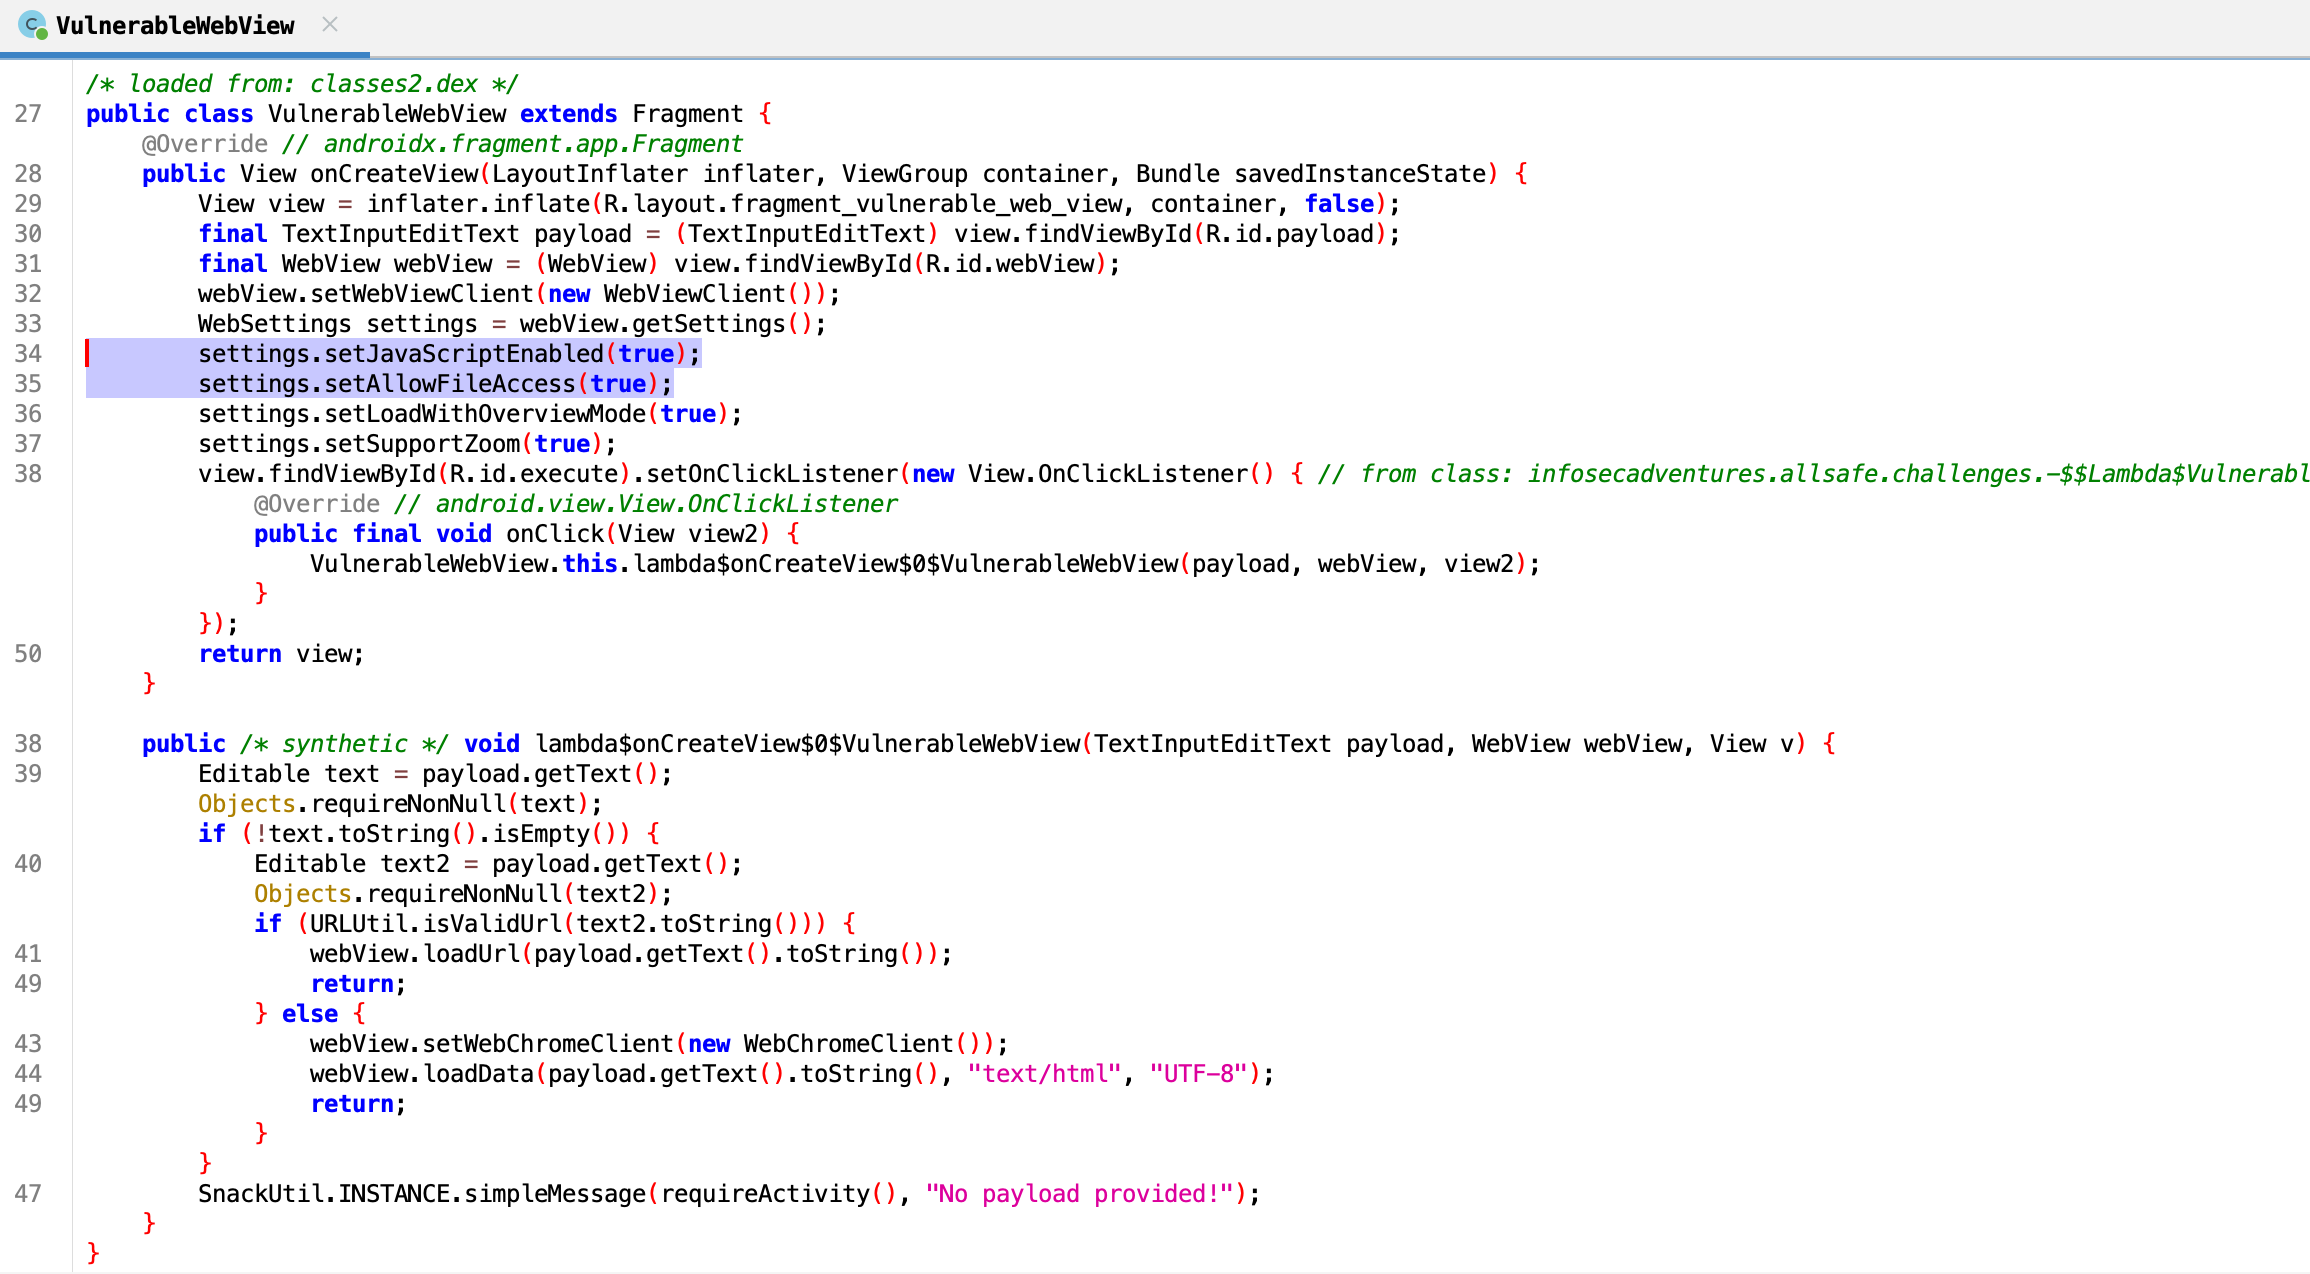 C VulnerableWebView ×
/* loaded from: classes2.dex */
27 public class VulnerableWebView extends Fragment {
@Override // androidx.fragment.app.Fragment
28 public View onCreateView(LayoutInflater inflater, ViewGroup container, Bundle savedInstanceState) {
29 View view = inflater.inflate(R.layout.fragment_vulnerable_web_view, container, false);
30 final TextInputEditText payload = (TextInputEditText) view.findViewById(R.id.payload);
31 final WebView webView = (WebView) view.findViewById(R.id.webView);
32 webView.setWebViewClient(new WebViewClient());
33 WebSettings settings = webView.getSettings();
34 settings.setJavaScriptEnabled(true);
35 settings.setAllowFileAccess(true);
36 settings.setLoadWithOverviewMode(true);
37 settings.setSupportZoom(true);
38 view.findViewById(R.id.execute).setOnClickListener(new View.OnClickListener() { // from class: infosecadventures.allsafe.challenges.-$$Lambda$Vulnerabl
@Override // android.view.View.OnClickListener
public final void onClick(View view2) {
VulnerableWebView.this.lambda$onCreateView$0$VulnerableWebView(payload, webView, view2);
}
});
50 return view;
}
38 public /* synthetic */ void lambda$onCreateView$0$VulnerableWebView(TextInputEditText payload, WebView webView, View v) {
39 Editable text = payload.getText();
Objects.requireNonNull(text);
if (!text.toString().isEmpty()) {
40 Editable text2 = payload.getText();
Objects.requireNonNull(text2);
if (URLUtil.isValidUrl(text2.toString())) {
41 webView.loadUrl(payload.getText().toString());
49 return;
} else {
43 webView.setWebChromeClient(new WebChromeClient());
44 webView.loadData(payload.getText().toString(), "text/html", "UTF-8");
49 return;
}
}
47 SnackUtil.INSTANCE.simpleMessage(requireActivity(), "No payload provided!");
}
}